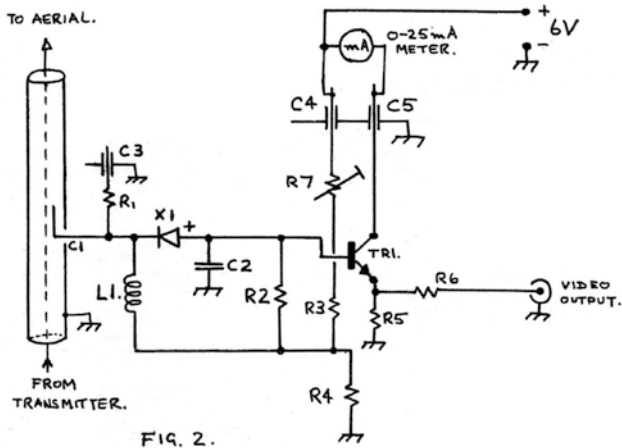 TO AERIAL.
+
6V
-
0-25mA
METER.
mA
C4
C5
C3
R7
R1
X1
+
C1
TR1.
C2
R6
VIDEO
OUTPUT.
L1.
R2
R3
R5
R4
FROM
TRANSMITTER.
FIG. 2.